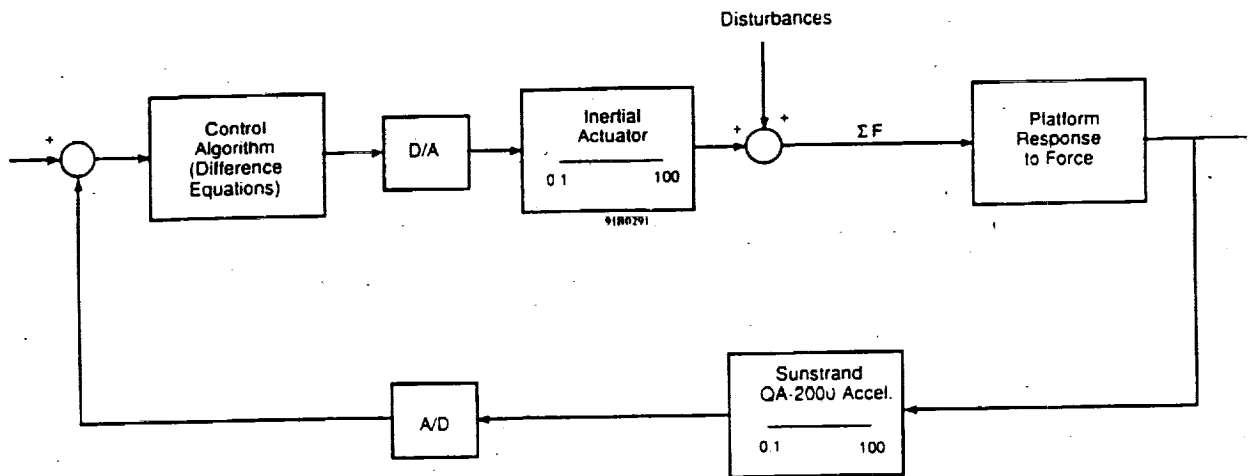 Disturbances
+
Control
Algorithm
(Difference
Equations)
D/A
Inertial
Actuator
0.1 100
91B0291
+ +
ΣF
Platform
Response
to Force
Sunstrand
QA-2000 Accel.
0.1 100
A/D